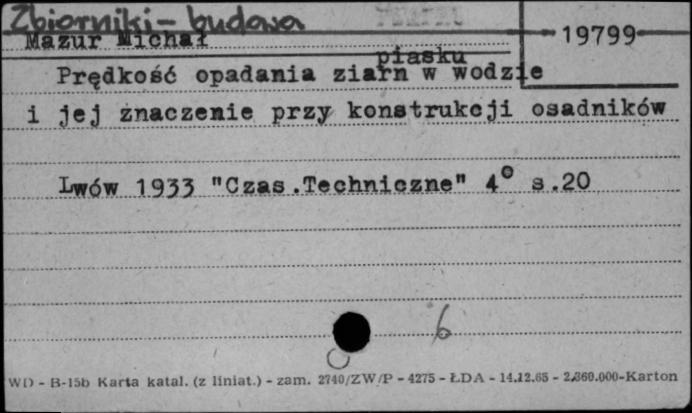 Zbiorniki - budowa
19799
Mazur Michał
piasku
Prędkość opadania ziarn w wodzie
i jej znaczenie przy konstrukcji osadników
Lwów 1933 "Czas.Techniczne" 4° s.20
6
WD - B-15b Karta katal. (z liniat.) - zam. 2740/ZW/P - 4275 - ŁDA - 14.12.65 - 2.860.000-Karton